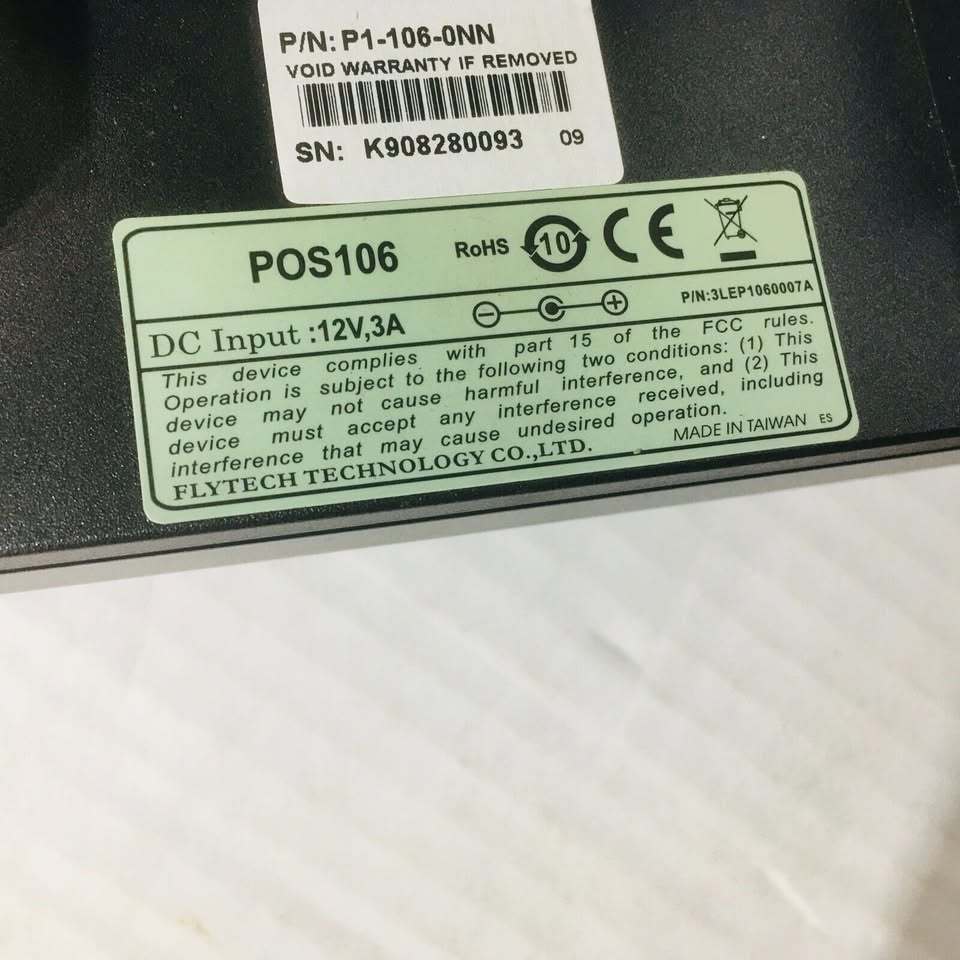 P/N: P1-106-0NN
VOID WARRANTY IF REMOVED
SN: K908280093 09
POS106 RoHS 10 CE
DC Input :12V,3A P/N:3LEP1060007A
This device complies with part 15 of the FCC rules.
Operation is subject to the following two conditions: (1) This
device may not cause harmful interference, and (2) This
device must accept any interference received, including
interference that may cause undesired operation.
FLYTECH TECHNOLOGY CO.,LTD. MADE IN TAIWAN ES